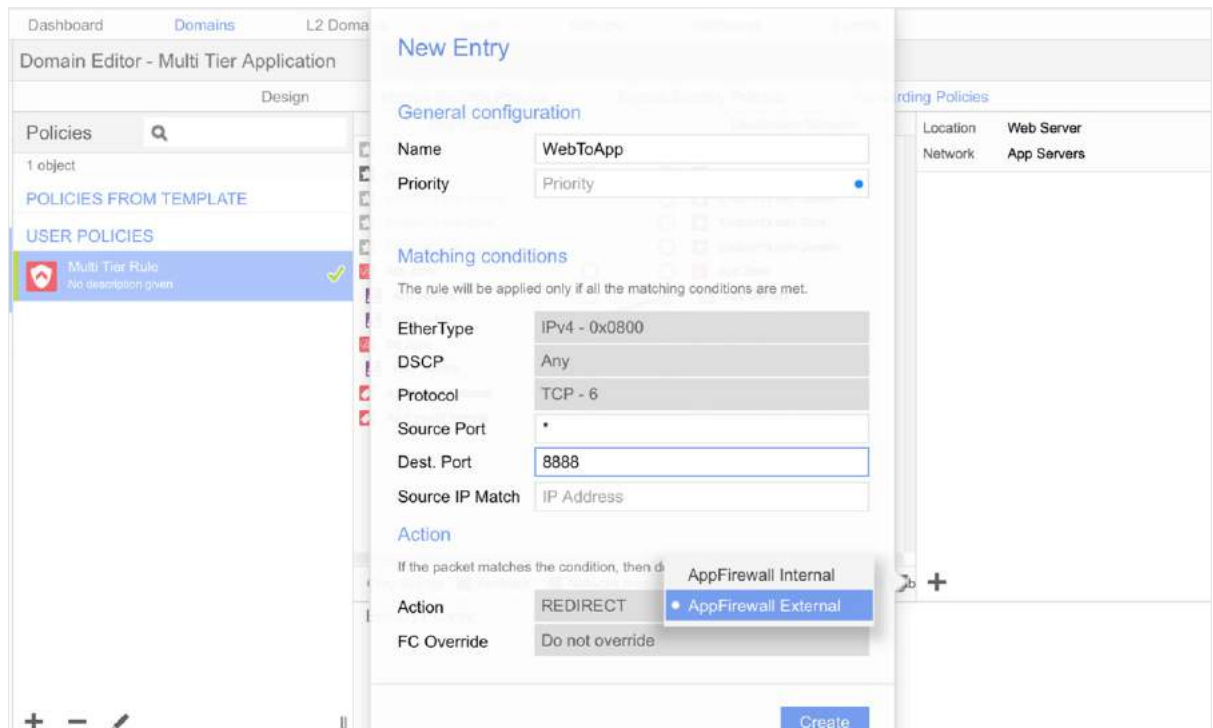 Dashboard Domains L2 Doma
Domain Editor - Multi Tier Application
Design
rding Policies
Policies
1 object
POLICIES FROM TEMPLATE
USER POLICIES
Multi Tier Rule
No description given
New Entry
General configuration
Name WebToApp
Priority Priority
Matching conditions
The rule will be applied only if all the matching conditions are met.
EtherType IPv4 - 0x0800
DSCP Any
Protocol TCP - 6
Source Port *
Dest. Port 8888
Source IP Match IP Address
Action
If the packet matches the condition, then d
Action REDIRECT
AppFirewall Internal
AppFirewall External
FC Override Do not override
Create
Location Web Server
Network App Servers